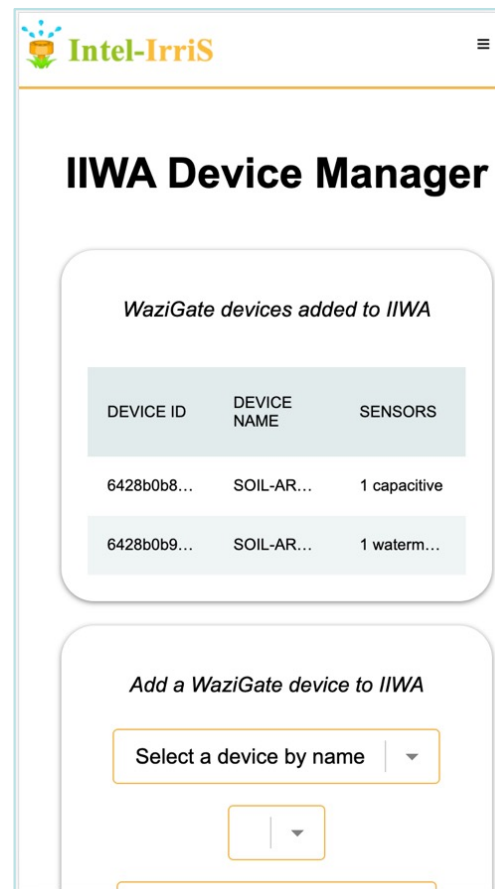 Intel-IrriS
IIWA Device Manager
WaziGate devices added to IIWA
DEVICE ID DEVICE NAME SENSORS
6428b0b8... SOIL-AR... 1 capacitive
6428b0b9... SOIL-AR... 1 waterm...
Add a WaziGate device to IIWA
Select a device by name